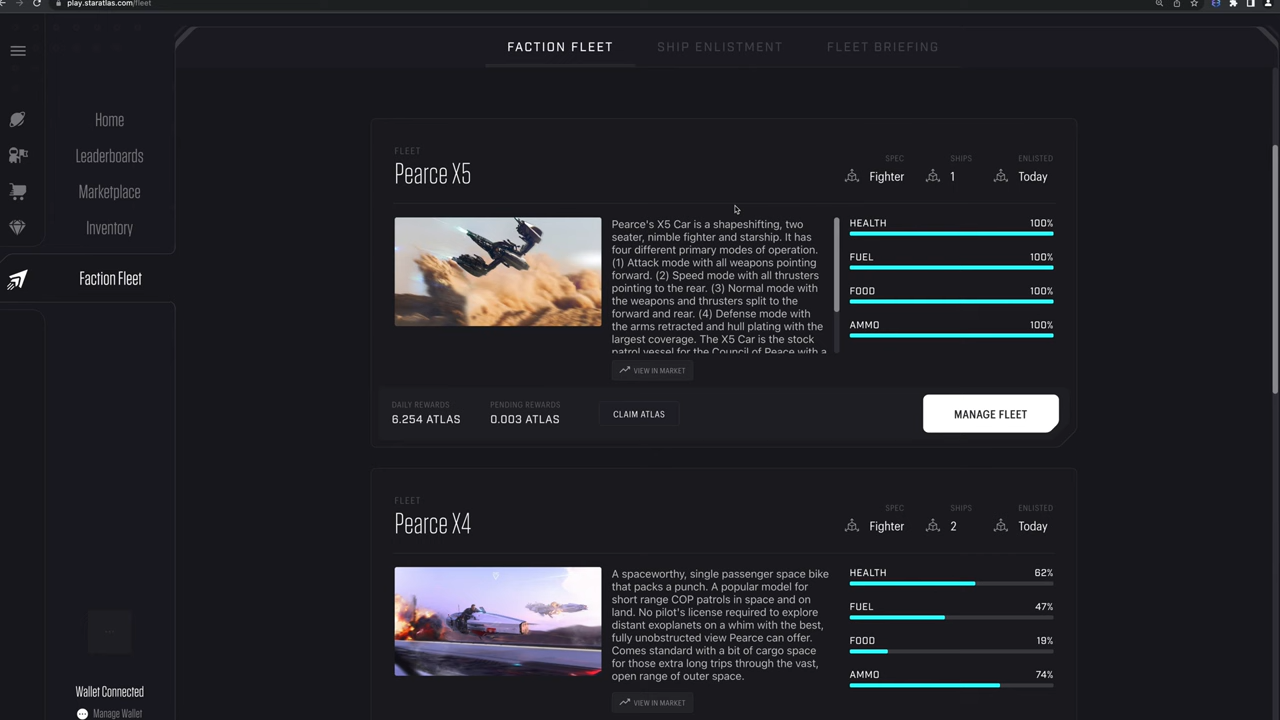 play.staratlas.com/fleet
FACTION FLEET
SHIP ENLISTMENT
FLEET BRIEFING
Home
Leaderboards
Marketplace
Inventory
Faction Fleet
FLEET
Pearce X5
SPEC
Fighter
SHIPS
1
ENLISTED
Today
Pearce's X5 Car is a shapeshifting, two
seater, nimble fighter and starship. It has
four different primary modes of operation.
(1) Attack mode with all weapons pointing
forward. (2) Speed mode with all thrusters
pointing to the rear. (3) Normal mode with
the weapons and thrusters split to the
forward and rear. (4) Defense mode with
the arms retracted and hull plating with the
largest coverage. The X5 Car is the stock
patrol vessel for the Council of Peace with a
VIEW IN MARKET
HEALTH 100%
FUEL 100%
FOOD 100%
AMMO 100%
DAILY REWARDS
6.254 ATLAS
PENDING REWARDS
0.003 ATLAS
CLAIM ATLAS
MANAGE FLEET
FLEET
Pearce X4
SPEC
Fighter
SHIPS
2
ENLISTED
Today
A spaceworthy, single passenger space bike
that packs a punch. A popular model for
short range COP patrols in space and on
land. No pilot's license required to explore
distant exoplanets on a whim with the best,
fully unobstructed view Pearce can offer.
Comes standard with a bit of cargo space
for those extra long trips through the vast,
open range of outer space.
VIEW IN MARKET
HEALTH 62%
FUEL 47%
FOOD 19%
AMMO 74%
Wallet Connected
Manage Wallet